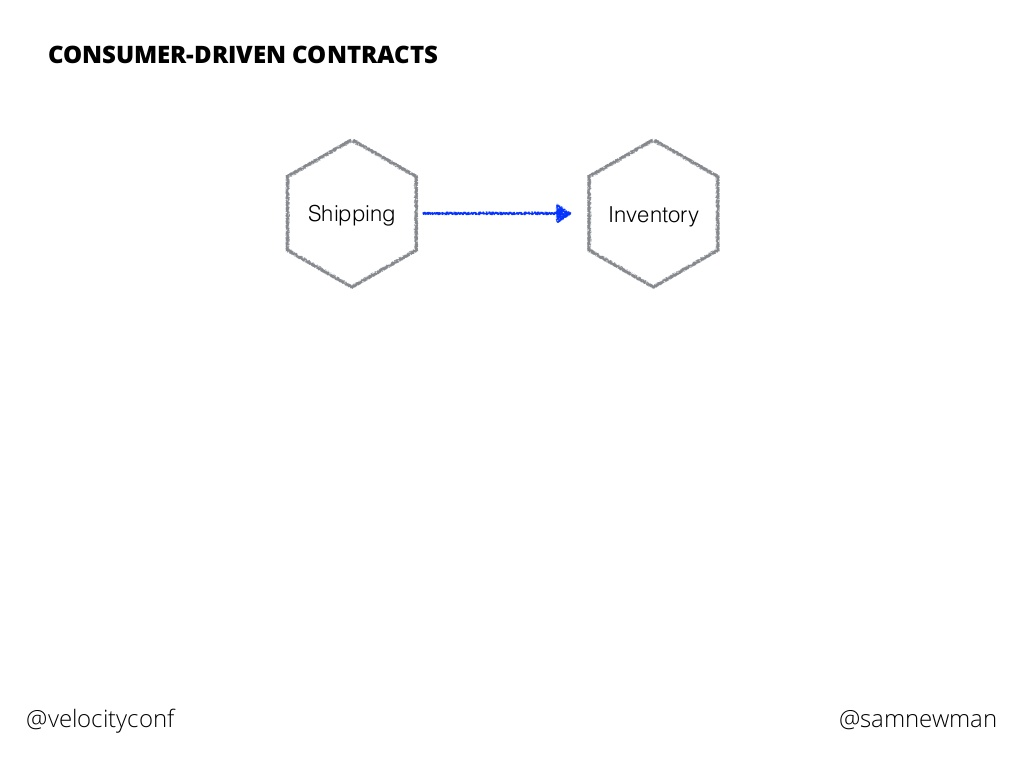 CONSUMER-DRIVEN CONTRACTS
Shipping
Inventory
@velocityconf
@samnewman